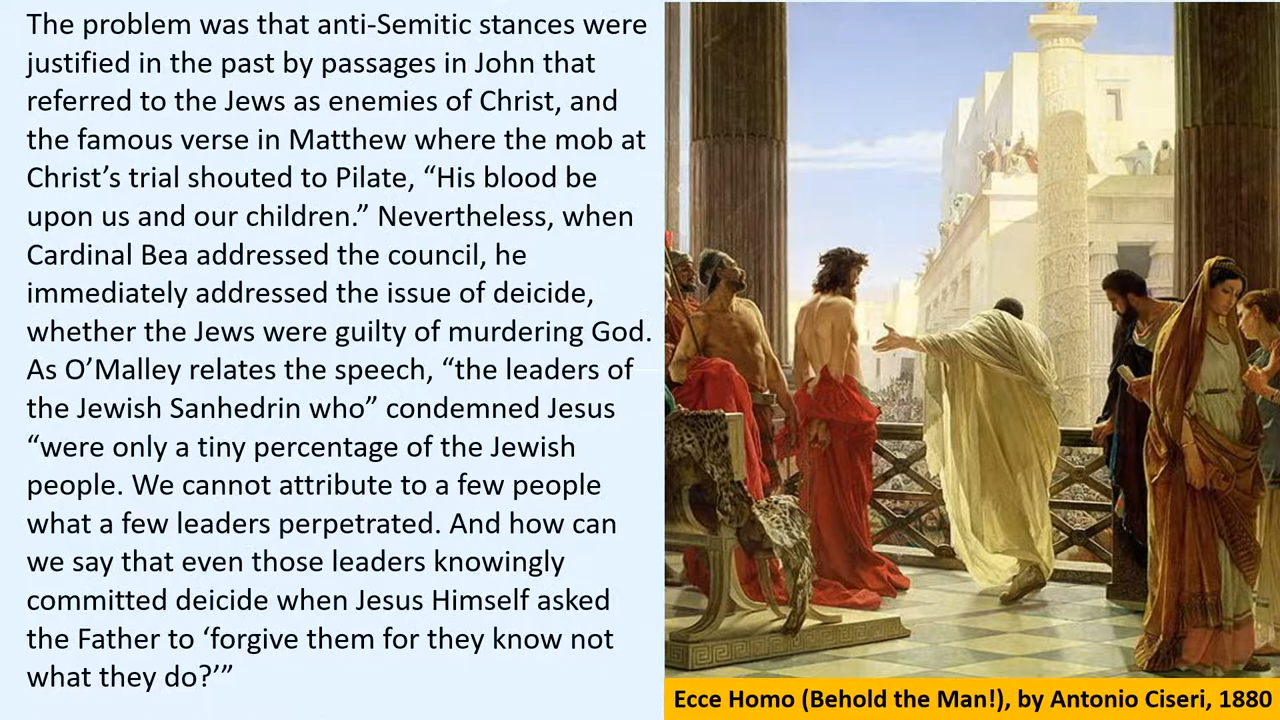 The problem was that anti-Semitic stances were
justified in the past by passages in John that
referred to the Jews as enemies of Christ, and
the famous verse in Matthew where the mob at
Christ’s trial shouted to Pilate, “His blood be
upon us and our children.” Nevertheless, when
Cardinal Bea addressed the council, he
immediately addressed the issue of deicide,
whether the Jews were guilty of murdering God.
As O’Malley relates the speech, “the leaders of
the Jewish Sanhedrin who” condemned Jesus
“were only a tiny percentage of the Jewish
people. We cannot attribute to a few people
what a few leaders perpetrated. And how can
we say that even those leaders knowingly
committed deicide when Jesus Himself asked
the Father to ‘forgive them for they know not
what they do?’”
Ecce Homo (Behold the Man!), by Antonio Ciseri, 1880